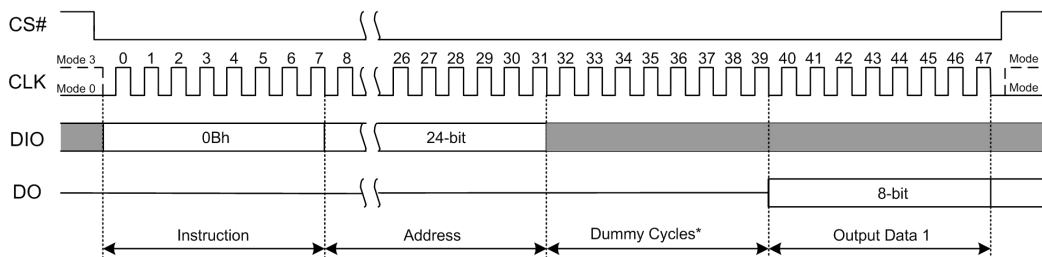 CS#
Mode 3 0 1 2 3 4 5 6 7 8 26 27 28 29 30 31 32 33 34 35 36 37 38 39 40 41 42 43 44 45 46 47 Mode
CLK
Mode 0 Mode
DIO 0Bh 24-bit
DO 8-bit
Instruction Address Dummy Cycles* Output Data 1